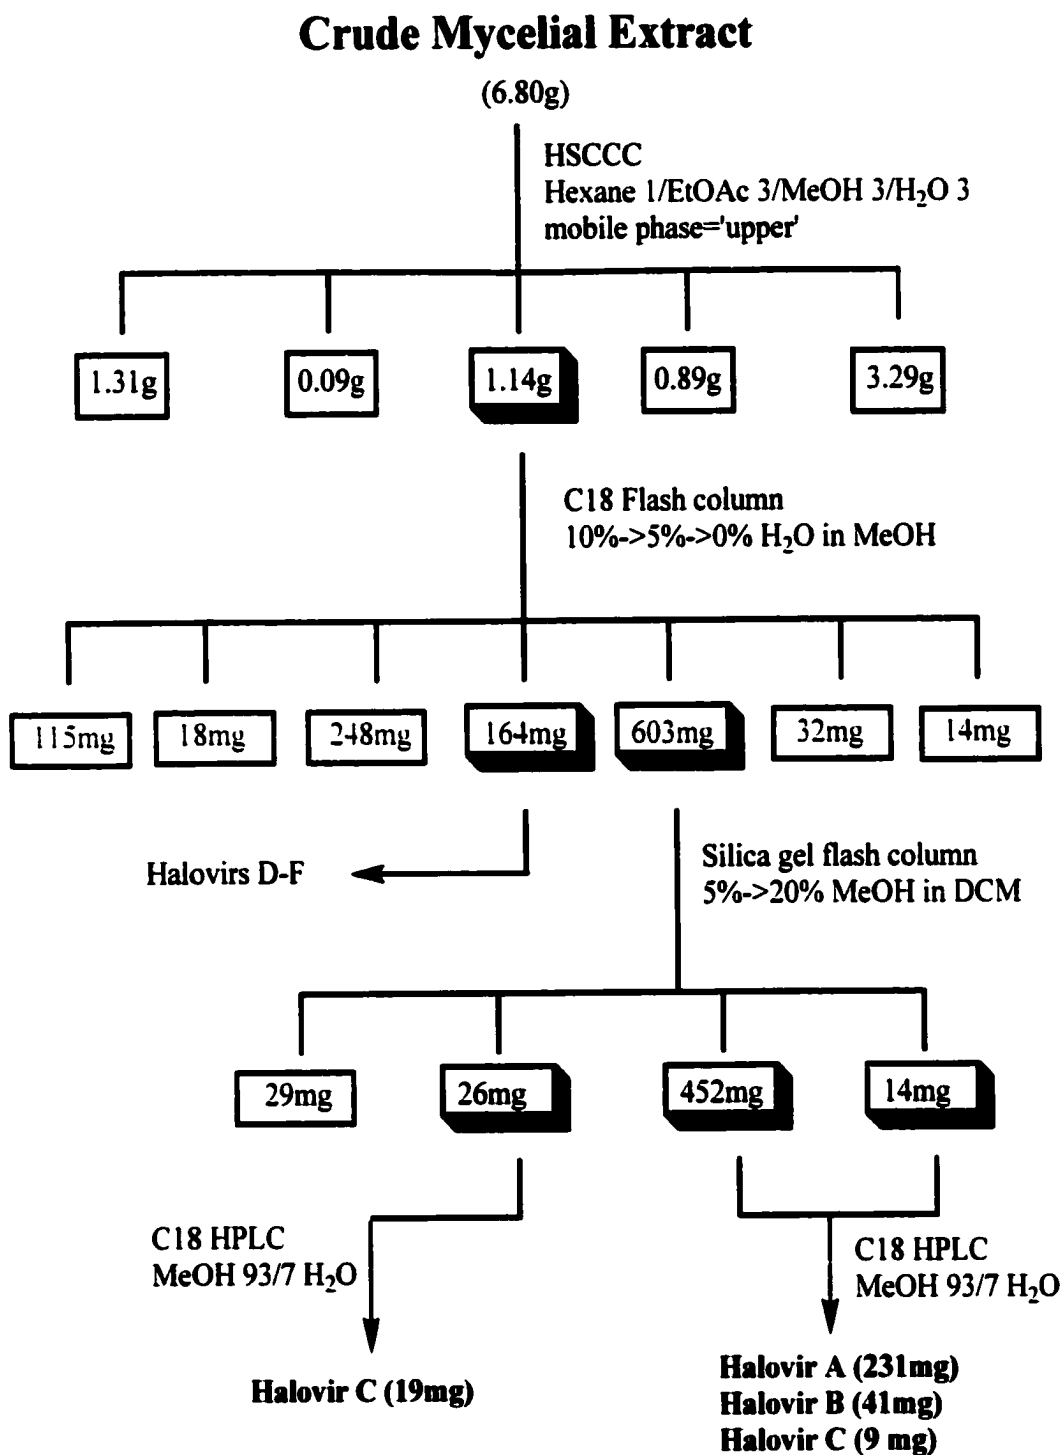 Crude Mycelial Extract
(6.80g)
HSCCC
Hexane 1/EtOAc 3/MeOH 3/H₂O 3
mobile phase='upper'
1.31g
0.09g
1.14g
0.89g
3.29g
C18 Flash column
10%->5%->0% H₂O in MeOH
115mg
18mg
248mg
164mg
603mg
32mg
14mg
Halovirs D-F
Silica gel flash column
5%->20% MeOH in DCM
29mg
26mg
452mg
14mg
C18 HPLC
MeOH 93/7 H₂O
C18 HPLC
MeOH 93/7 H₂O
Halovir C (19mg)
Halovir A (231mg)
Halovir B (41mg)
Halovir C (9 mg)